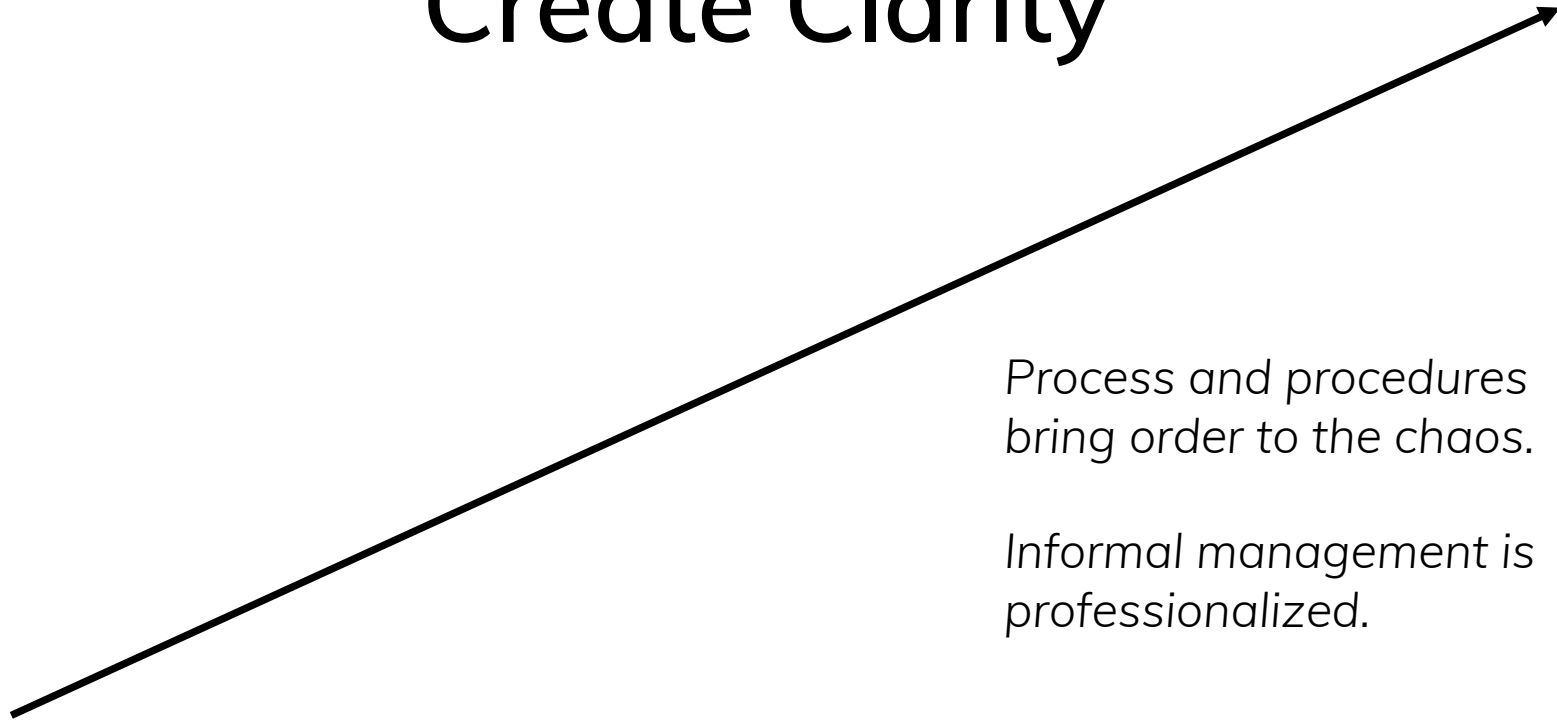 Create Clarity
Process and procedures
bring order to the chaos.
Informal management is
professionalized.